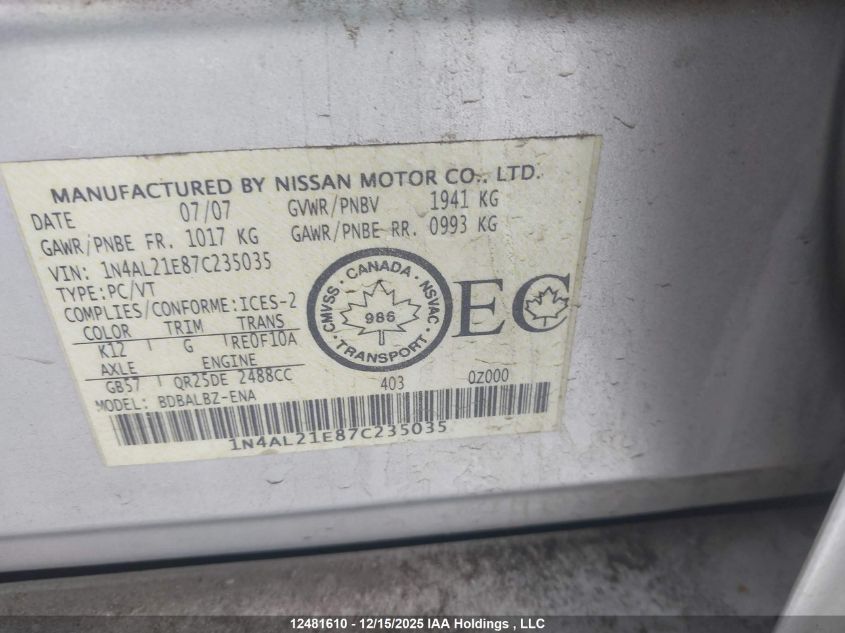 MANUFACTURED BY NISSAN MOTOR CO., LTD.
DATE 07/07 GVWR/PNBV 1941 KG
GAWR/PNBE FR. 1017 KG GAWR/PNBE RR. 0993 KG
VIN: 1N4AL21E87C235035
TYPE:PC/VT
COMPLIES/CONFORME:ICES-2
COLOR TRIM TRANS
K12 G RE0F10A
AXLE ENGINE
GB57 QR25DE 2488CC 403 0Z000
MODEL: BDBALBZ-ENA
CMVSS · CANADA · NSVAC · TRANSPORT ·
986
EC
1N4AL21E87C235035
12481610 - 12/15/2025 IAA Holdings , LLC